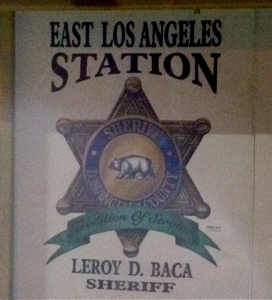 EAST LOS ANGELES
STATION
SHERIFF
LOS ANGELES COUNTY
Tradition Of Service
LEROY D. BACA
SHERIFF